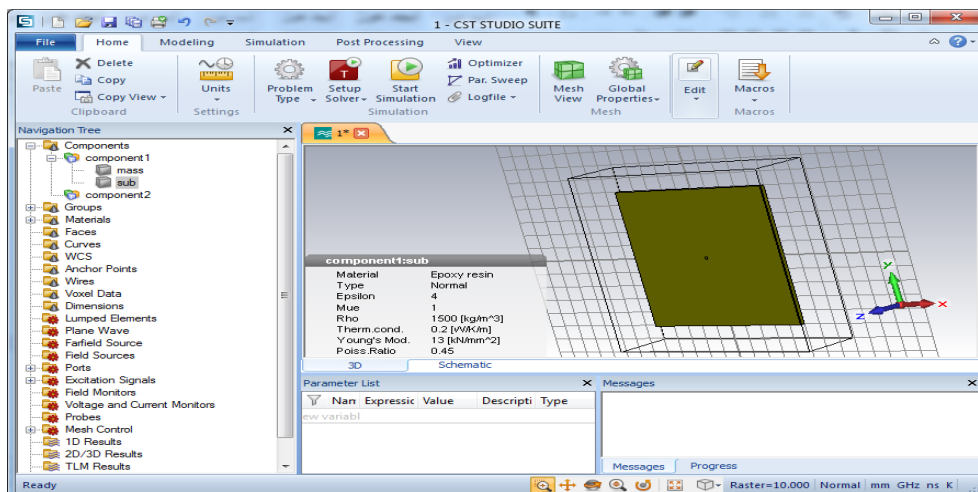 1 - CST STUDIO SUITE
File Home Modeling Simulation Post Processing View
Paste
Delete
Copy
Copy View
Clipboard
Units
Settings
Problem Type
Setup Solver
Start Simulation
Optimizer
Par. Sweep
Logfile
Simulation
Mesh View
Global Properties
Mesh
Edit
Macros
Macros
Navigation Tree
Components
component1
mass
sub
component2
Groups
Materials
Faces
Curves
WCS
Anchor Points
Wires
Voxel Data
Dimensions
Lumped Elements
Plane Wave
Farfield Source
Field Sources
Ports
Excitation Signals
Field Monitors
Voltage and Current Monitors
Probes
Mesh Control
1D Results
2D/3D Results
TLM Results
1*
component1:sub
Material Epoxy resin
Type Normal
Epsilon 4
Mue 1
Rho 1500 [kg/m^3]
Therm.cond. 0.2 [W/K/m]
Young's Mod. 13 [kN/mm^2]
Poiss.Ratio 0.45
y
x
z
3D Schematic
Parameter List
Nam Expressic Value Descripti Type
ew variabl
Messages
Messages Progress
Ready
Raster=10.000 Normal mm GHz ns K